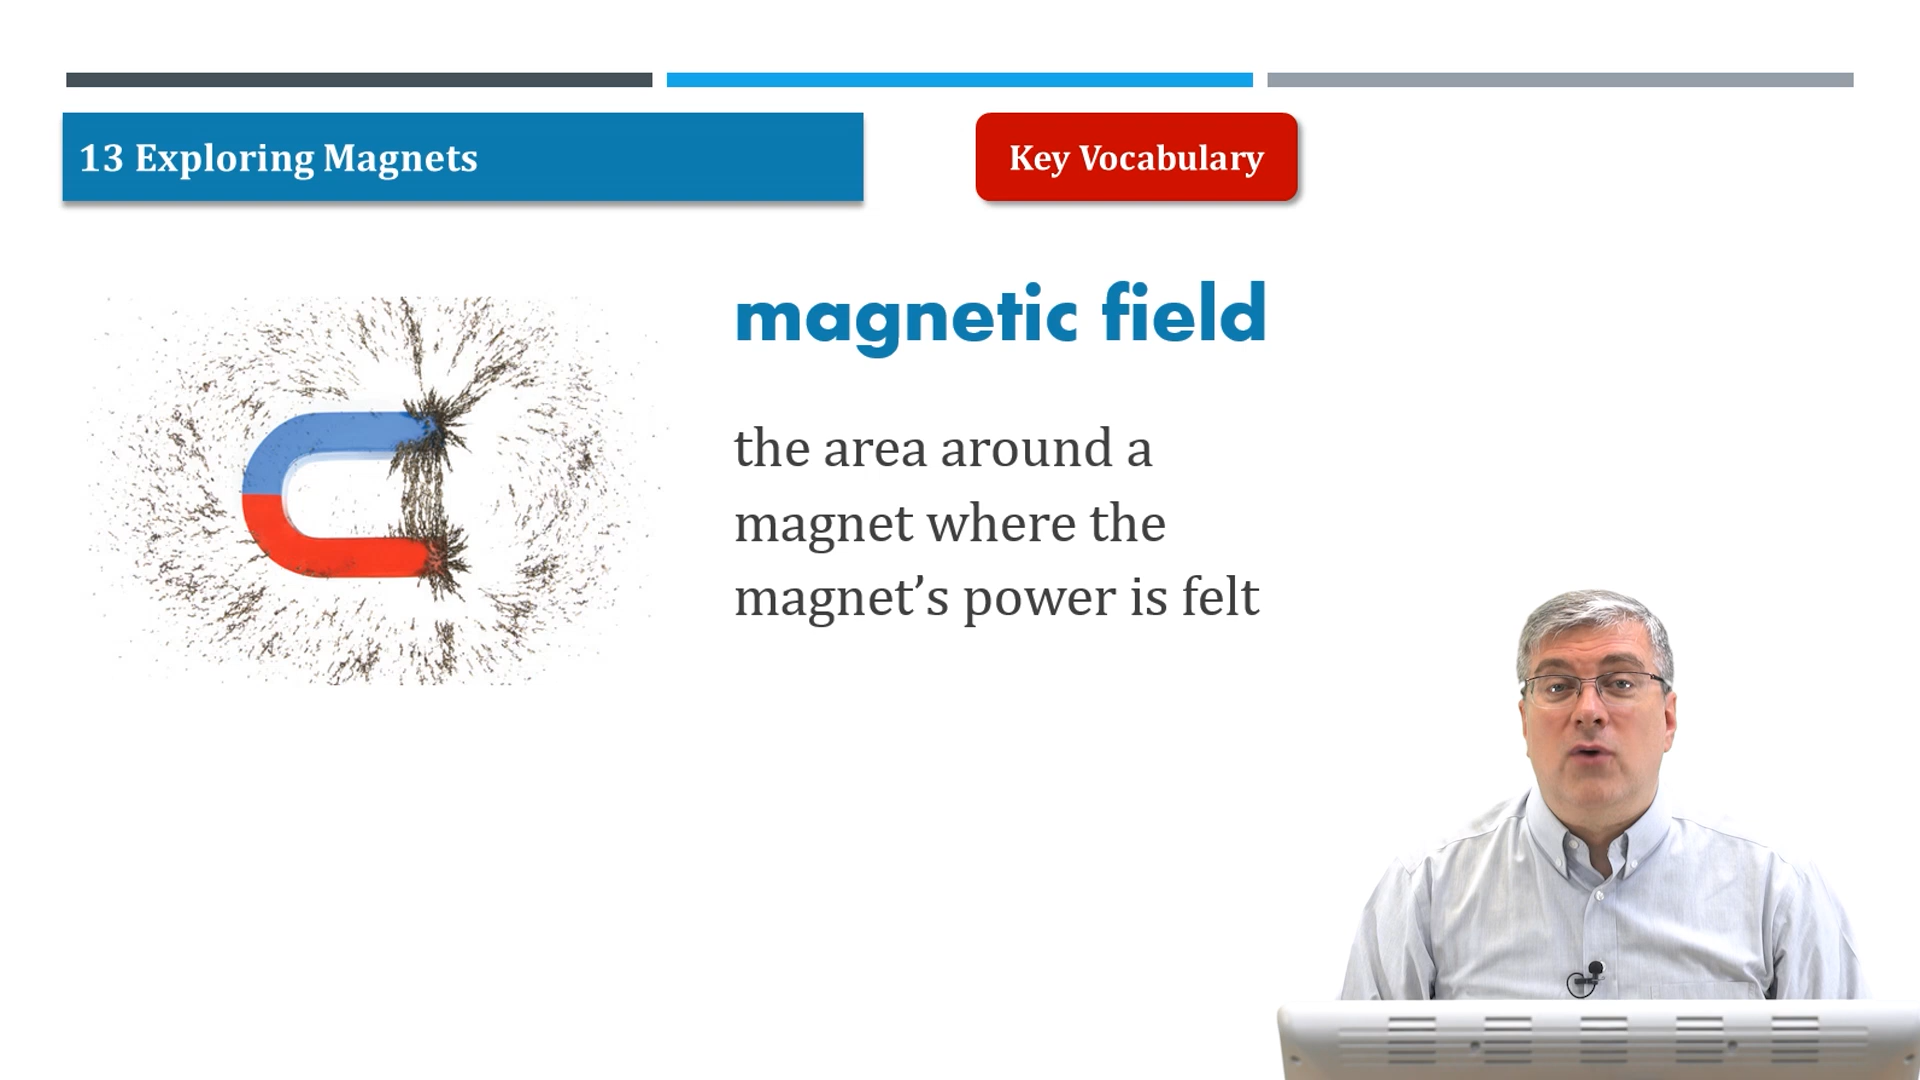 13 Exploring Magnets
Key Vocabulary
magnetic field
the area around a
magnet where the
magnet’s power is felt